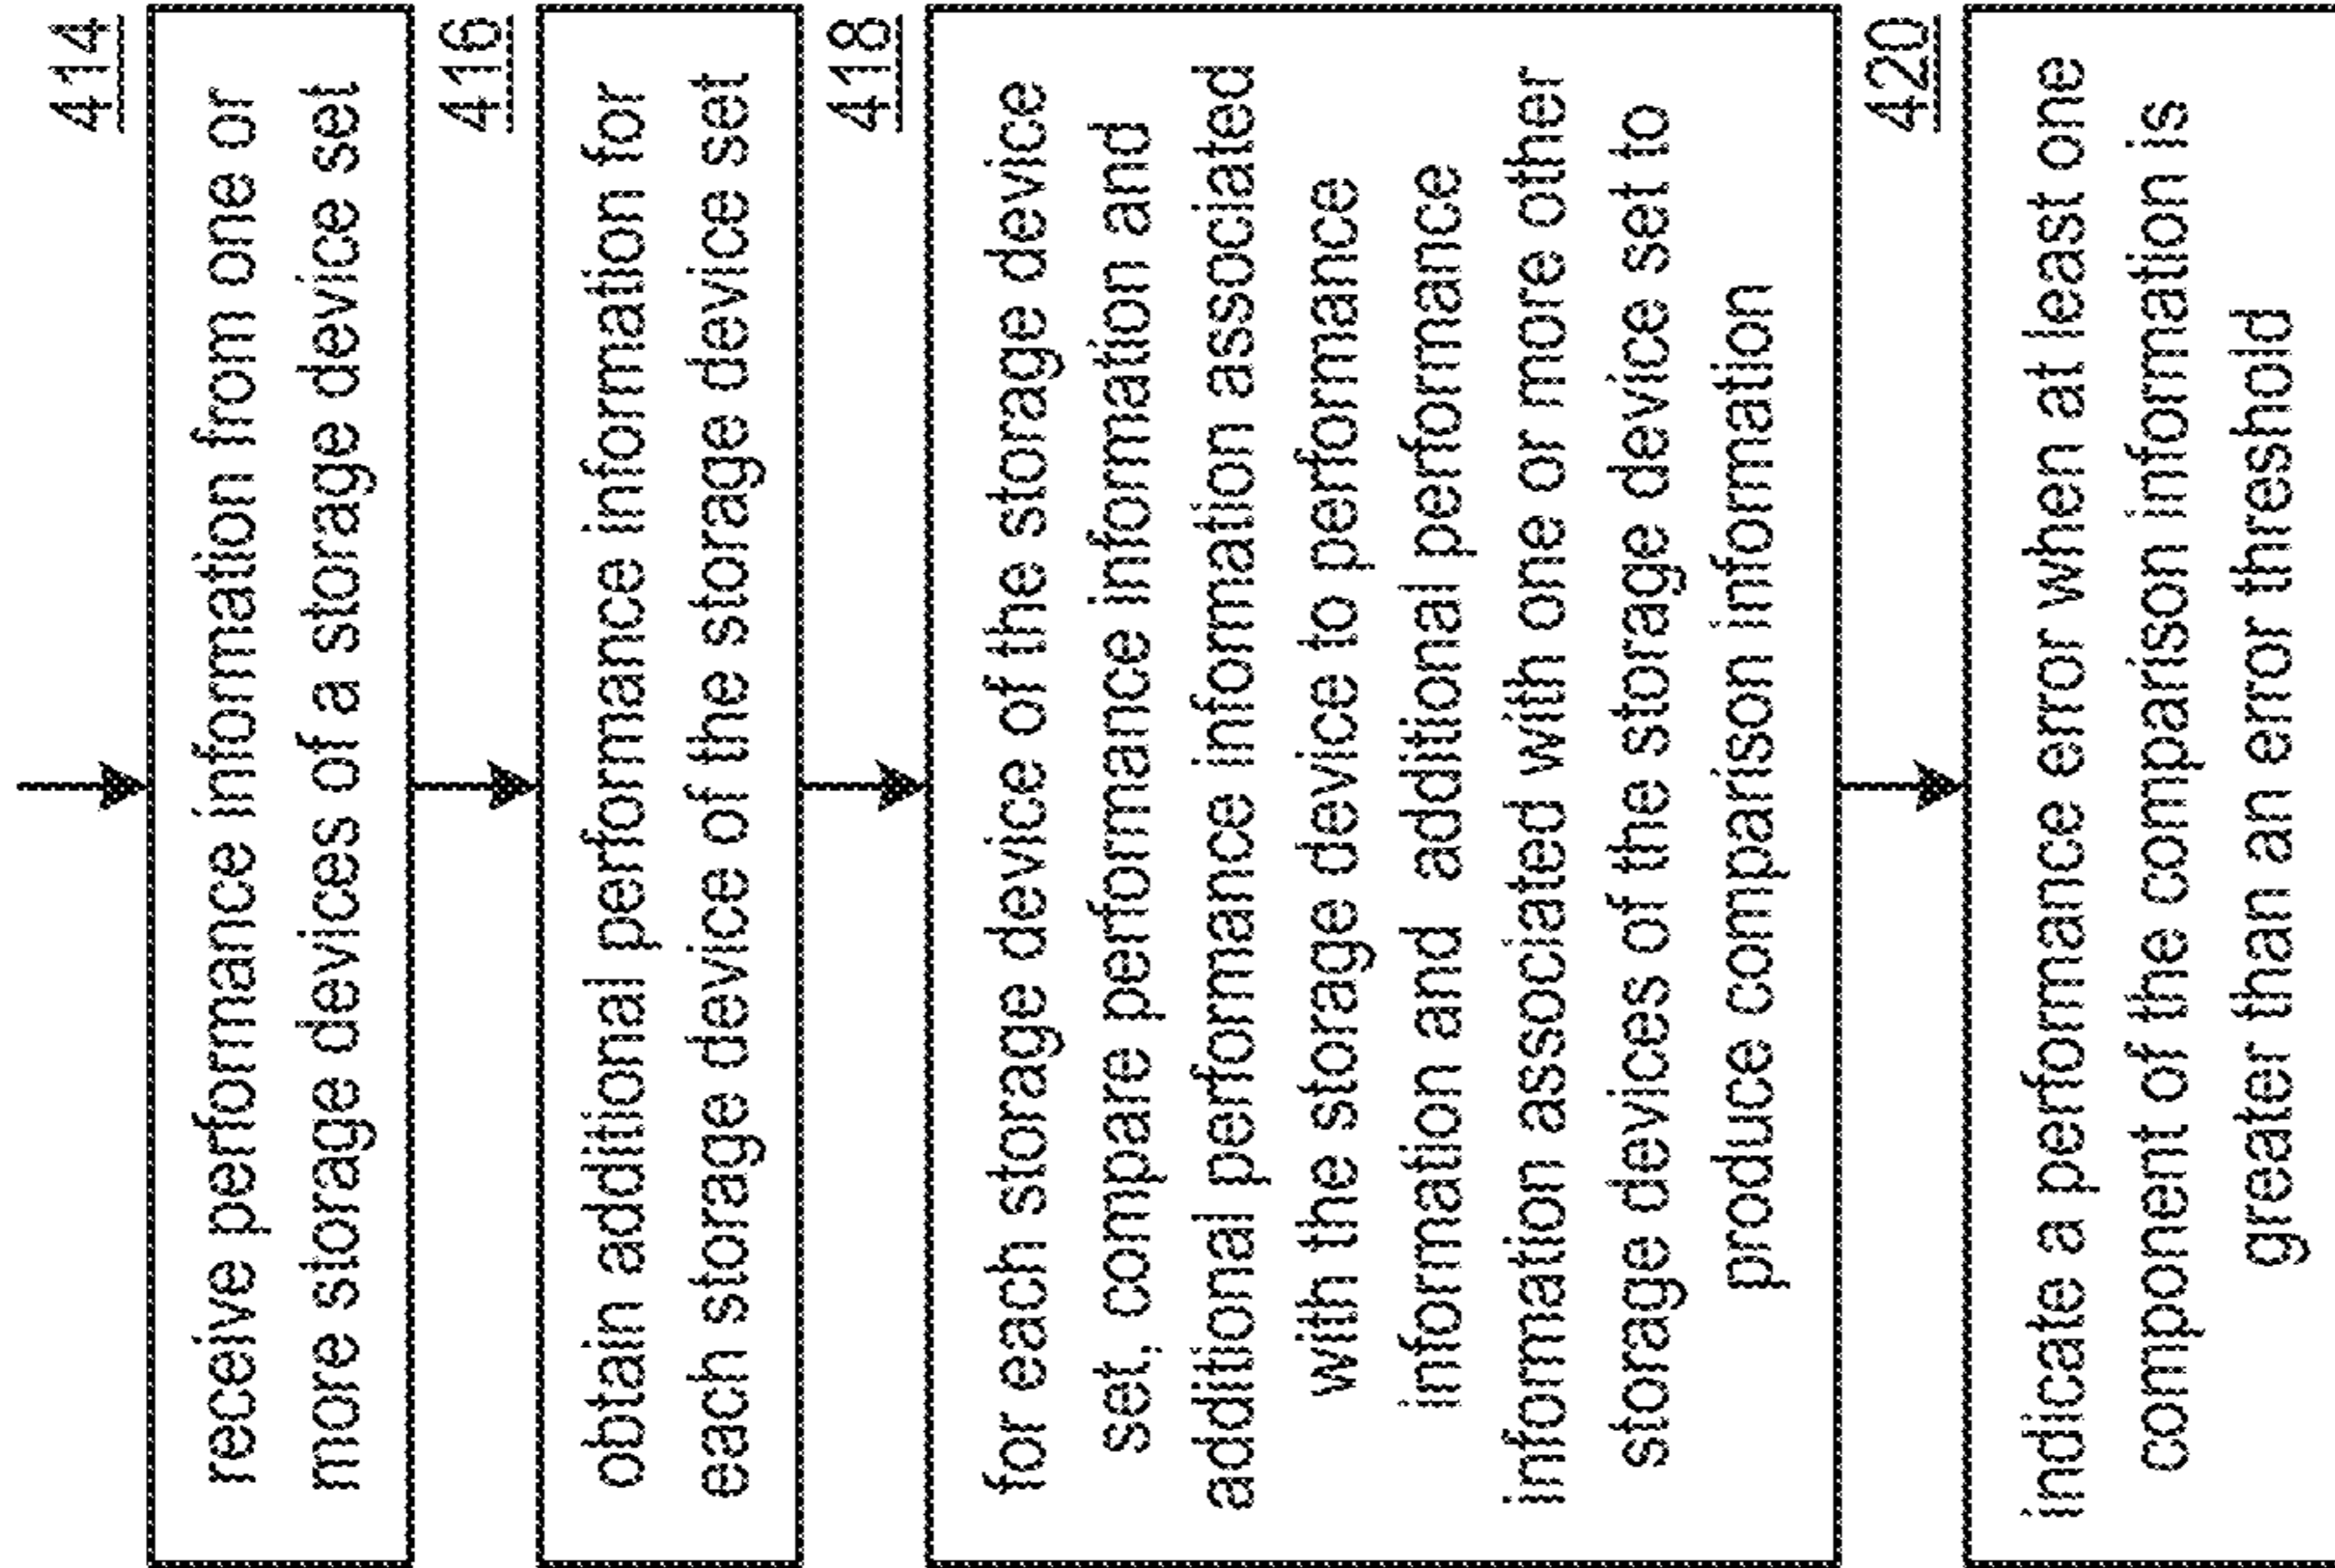 414
receive performance information from one or
more storage devices of a storage device set
416
obtain additional performance information for
each storage device of the storage device set
418
for each storage device of the storage device
set, compare performance information and
additional performance information associated
with the storage device to performance
information and additional performance
information associated with one or more other
storage devices of the storage device set to
produce comparison information
420
indicate a performance error when at least one
component of the comparison information is
greater than an error threshold